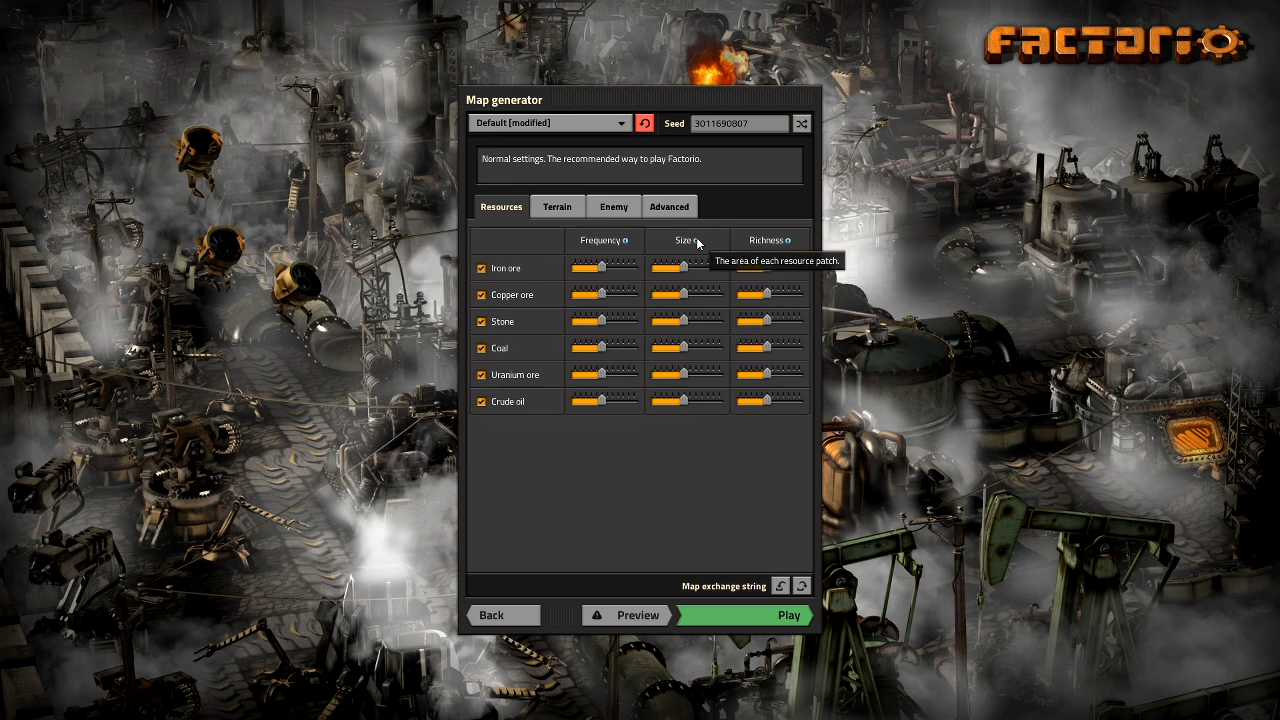 FACTORIO
Map generator
Default [modified] Seed 3011690807
Normal settings. The recommended way to play Factorio.
Resources Terrain Enemy Advanced
Frequency Size Richness
The area of each resource patch.
Iron ore
Copper ore
Stone
Coal
Uranium ore
Crude oil
Map exchange string
Back Preview Play